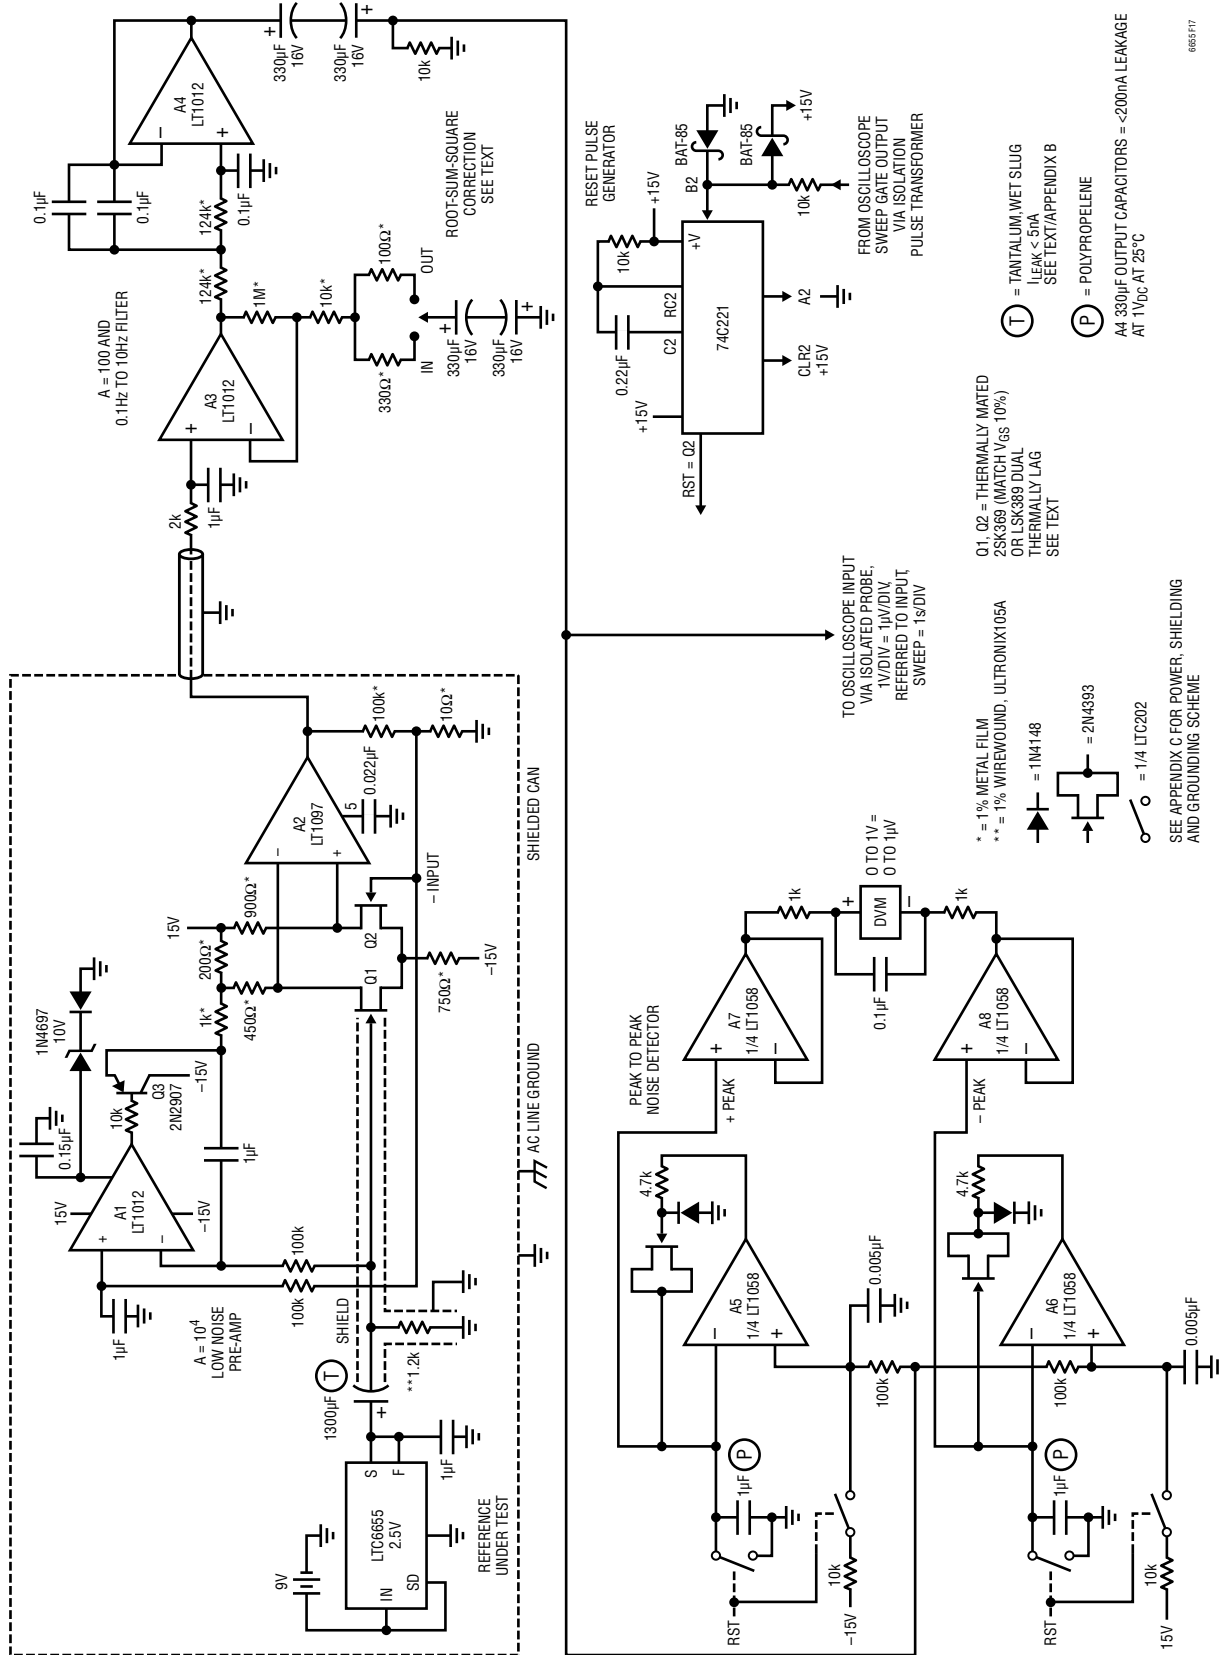 A = 10⁴
LOW NOISE
PRE-AMP
1µF
15V
A1
LT1012
–15V
+
–
0.15µF
1N4697
10V
10k
Q3
2N2907
–15V
1µF
100k
100k
1k*
200Ω*
15V
450Ω*
900Ω*
A2
LT1097
–
+
5
0.022µF
100k*
10Ω*
Q1
Q2
750Ω*
–15V
– INPUT
SHIELDED CAN
AC LINE GROUND
SHIELD
**1.2k
1300µF
T
+
9V
LTC6655
2.5V
IN
SD
S
F
1µF
REFERENCE
UNDER TEST
2k
1µF
A = 100 AND
0.1Hz TO 10Hz FILTER
A3
LT1012
+
–
124k*
1M*
10k*
330Ω*
100Ω*
IN
OUT
+
330µF
16V
330µF
16V
+
ROOT-SUM-SQUARE
CORRECTION
SEE TEXT
0.1µF
0.1µF
124k*
0.1µF
A4
LT1012
–
+
+
330µF
16V
330µF
16V
+
10k
TO OSCILLOSCOPE INPUT
VIA ISOLATED PROBE,
1V/DIV = 1µV/DIV,
REFERRED TO INPUT,
SWEEP = 1s/DIV
RESET PULSE
GENERATOR
+15V
0.22µF
10k
+15V
C2
RC2
+V
74C221
RST = Q2
CLR2
+15V
A2
B2
BAT-85
BAT-85
+15V
10k
FROM OSCILLOSCOPE
SWEEP GATE OUTPUT
VIA ISOLATION
PULSE TRANSFORMER
PEAK TO PEAK
NOISE DETECTOR
RST
1µF
P
10k
–15V
4.7k
A5
1/4 LT1058
–
+
0.005µF
100k
+ PEAK
A7
1/4 LT1058
+
–
1k
0.1µF
+
DVM
–
O TO 1V =
O TO 1µV
1k
RST
1µF
P
10k
15V
4.7k
A6
1/4 LT1058
–
+
100k
0.005µF
– PEAK
A8
1/4 LT1058
+
–
* = 1% METAL FILM
** = 1% WIREWOUND, ULTRONIX105A
= 1N4148
= 2N4393
= 1/4 LTC202
SEE APPENDIX C FOR POWER, SHIELDING
AND GROUNDING SCHEME
Q1, Q2 = THERMALLY MATED
2SK369 (MATCH VGS 10%)
OR LSK389 DUAL
THERMALLY LAG
SEE TEXT
T = TANTALUM,WET SLUG
ILEAK < 5nA
SEE TEXT/APPENDIX B
P = POLYPROPELENE
A4 330µF OUTPUT CAPACITORS = <200nA LEAKAGE
AT 1VDC AT 25°C
6655 F17